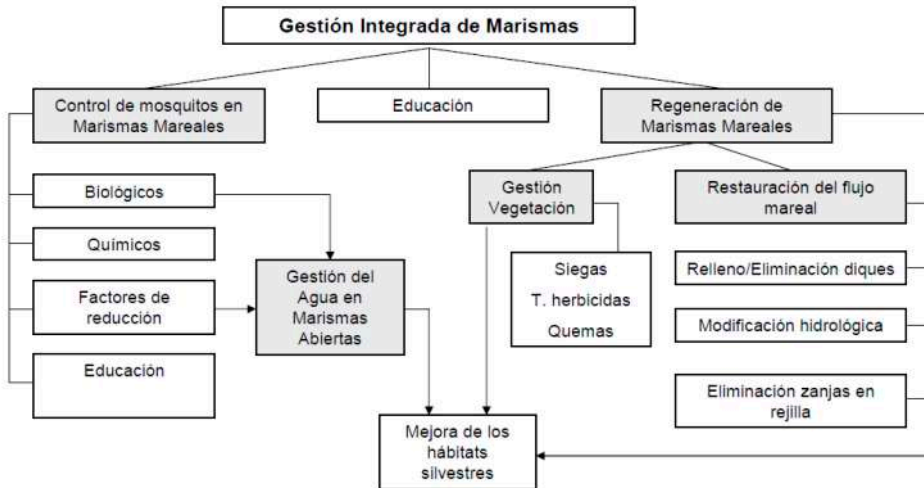 Gestión Integrada de Marismas
Control de mosquitos en
Marismas Mareales
Educación
Regeneración de
Marismas Mareales
Biológicos
Químicos
Factores de
reducción
Educación
Gestión del
Agua en
Marismas
Abiertas
Gestión
Vegetación
Siegas
T. herbicidas
Quemas
Restauración del flujo
mareal
Relleno/Eliminación diques
Modificación hidrológica
Eliminación zanjas en
rejilla
Mejora de los
hábitats
silvestres